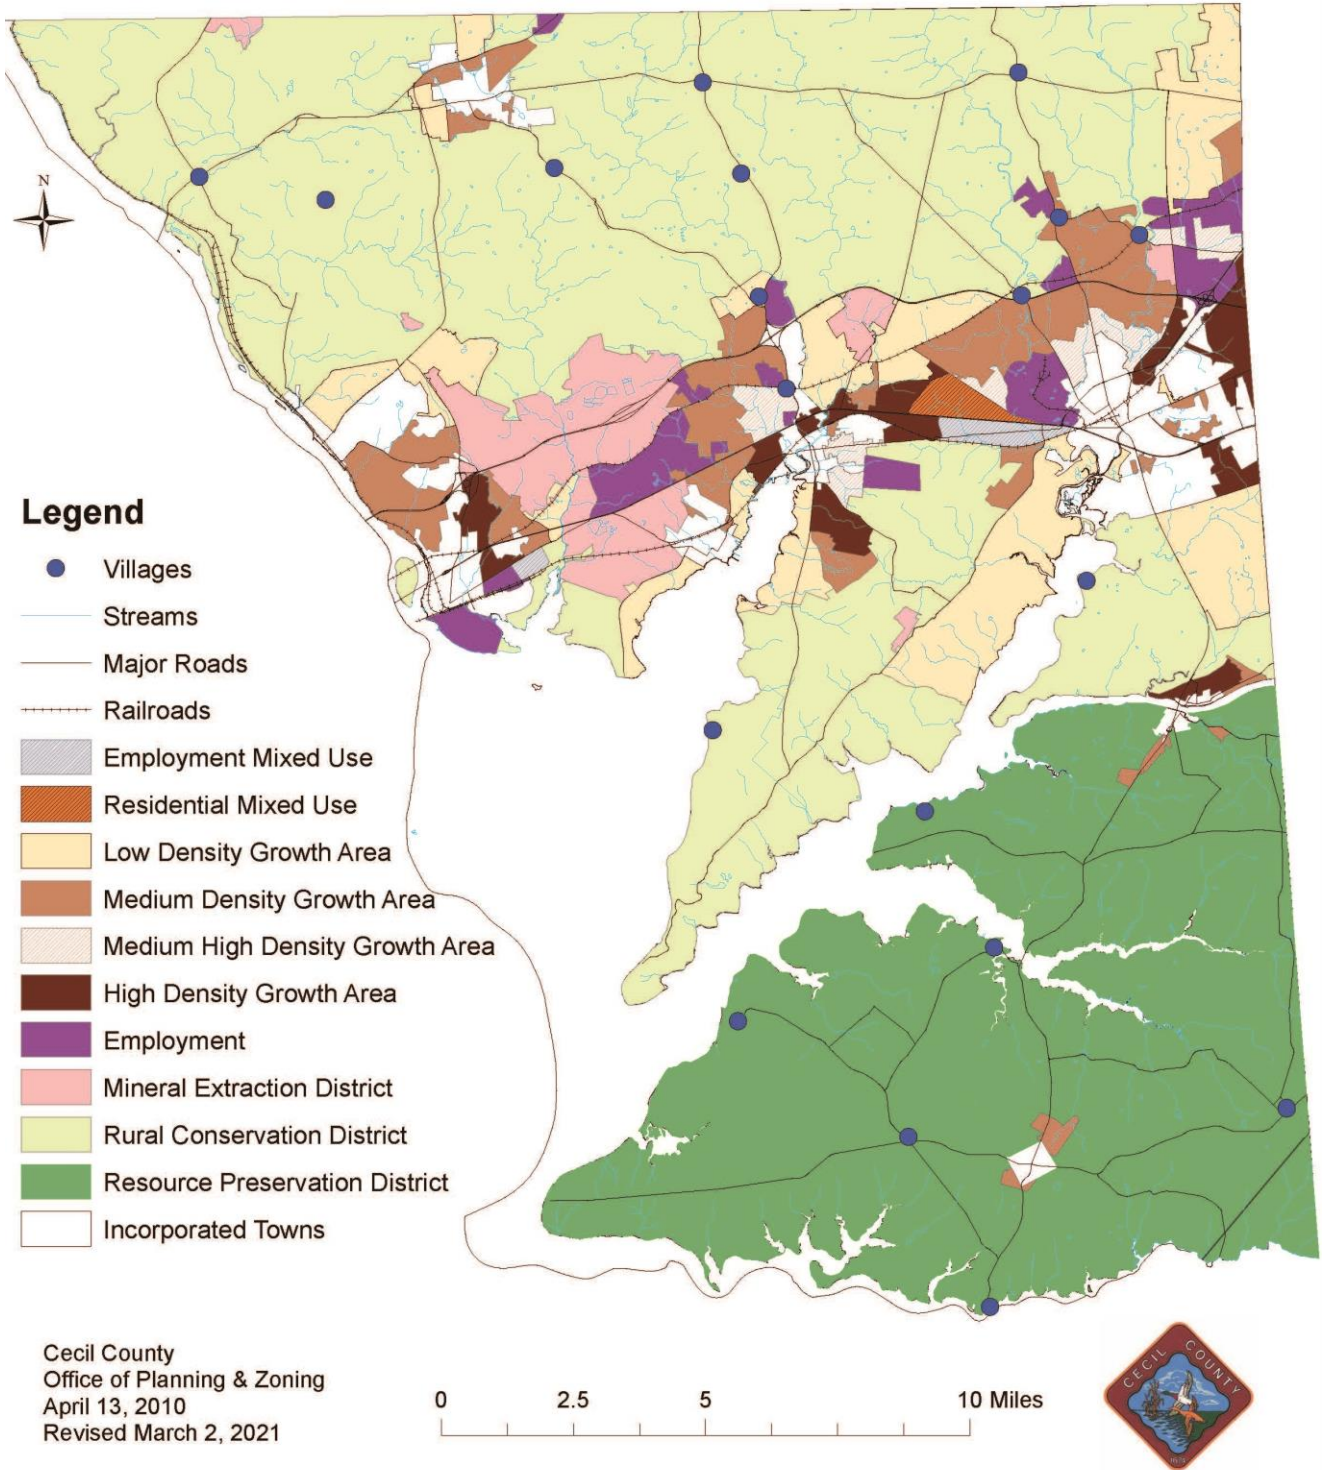 N
Legend
Villages
Streams
Major Roads
Railroads
Employment Mixed Use
Residential Mixed Use
Low Density Growth Area
Medium Density Growth Area
Medium High Density Growth Area
High Density Growth Area
Employment
Mineral Extraction District
Rural Conservation District
Resource Preservation District
Incorporated Towns
Cecil County
Office of Planning & Zoning
April 13, 2010
Revised March 2, 2021
0 2.5 5 10 Miles
CECIL COUNTY